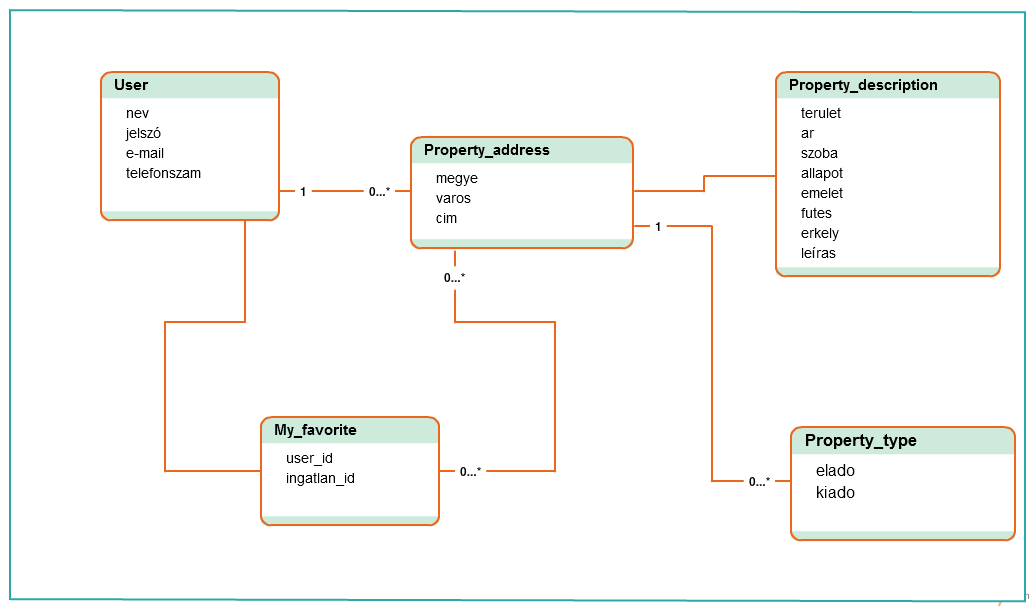 User
nev
jelszó
e-mail
telefonszam
1
0...*
Property_address
megye
varos
cim
Property_description
terulet
ar
szoba
allapot
emelet
futes
erkely
leíras
1
0...*
My_favorite
user_id
ingatlan_id
0...*
Property_type
elado
kiado
0...*